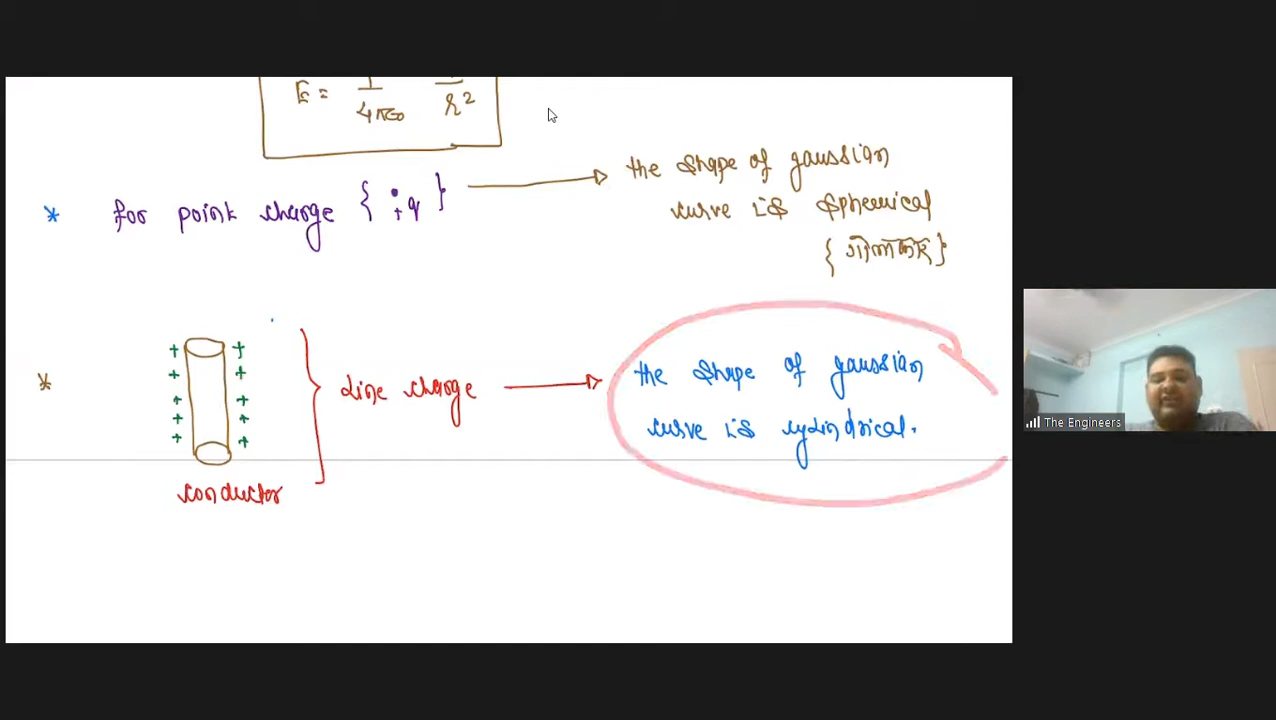 E = 1
4πε₀ r²
* for point charge { +q }
the shape of gaussian
curve is spherical
{ गोलाकार }
* + + + + + + + + + +
Line charge
the shape of gaussian
curve is cylindrical.
conductor
The Engineers